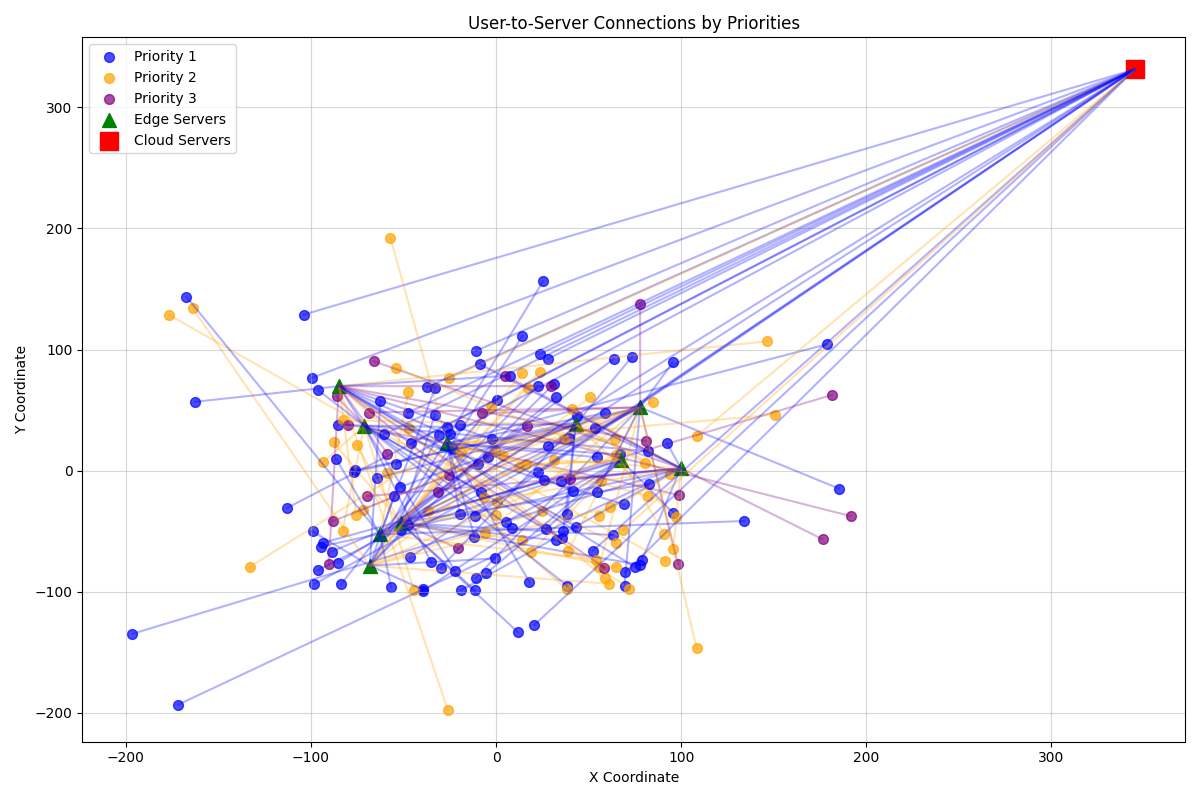 User-to-Server Connections by Priorities
Priority 1
Priority 2
Priority 3
Edge Servers
Cloud Servers
Y Coordinate
300
200
100
0
−100
−200
−200
−100
0
100
200
300
X Coordinate